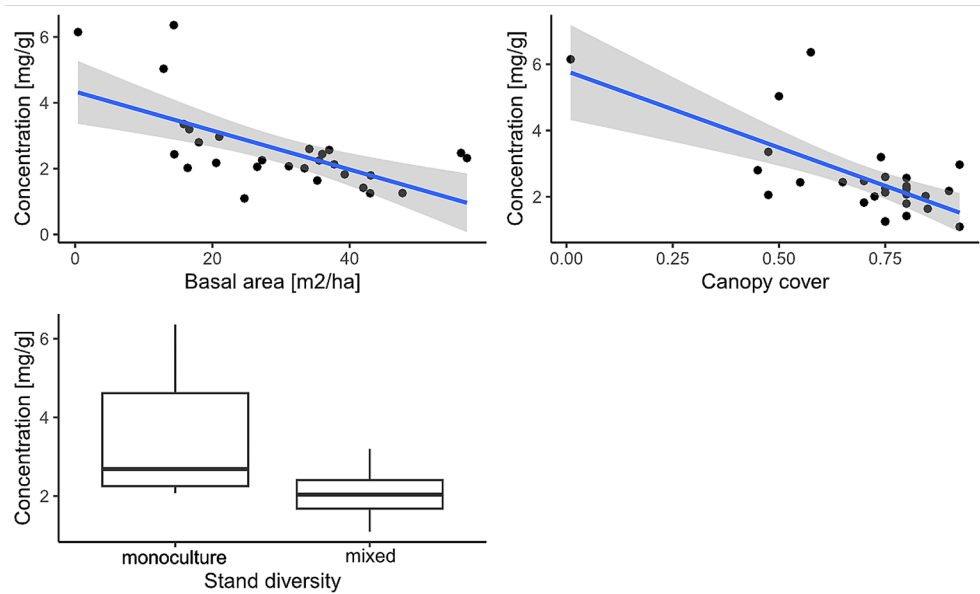 Concentration [mg/g]
6
4
2
0
0
20
40
Basal area [m2/ha]
Concentration [mg/g]
6
4
2
0.00
0.25
0.50
0.75
Canopy cover
Concentration [mg/g]
6
4
2
monoculture
mixed
Stand diversity